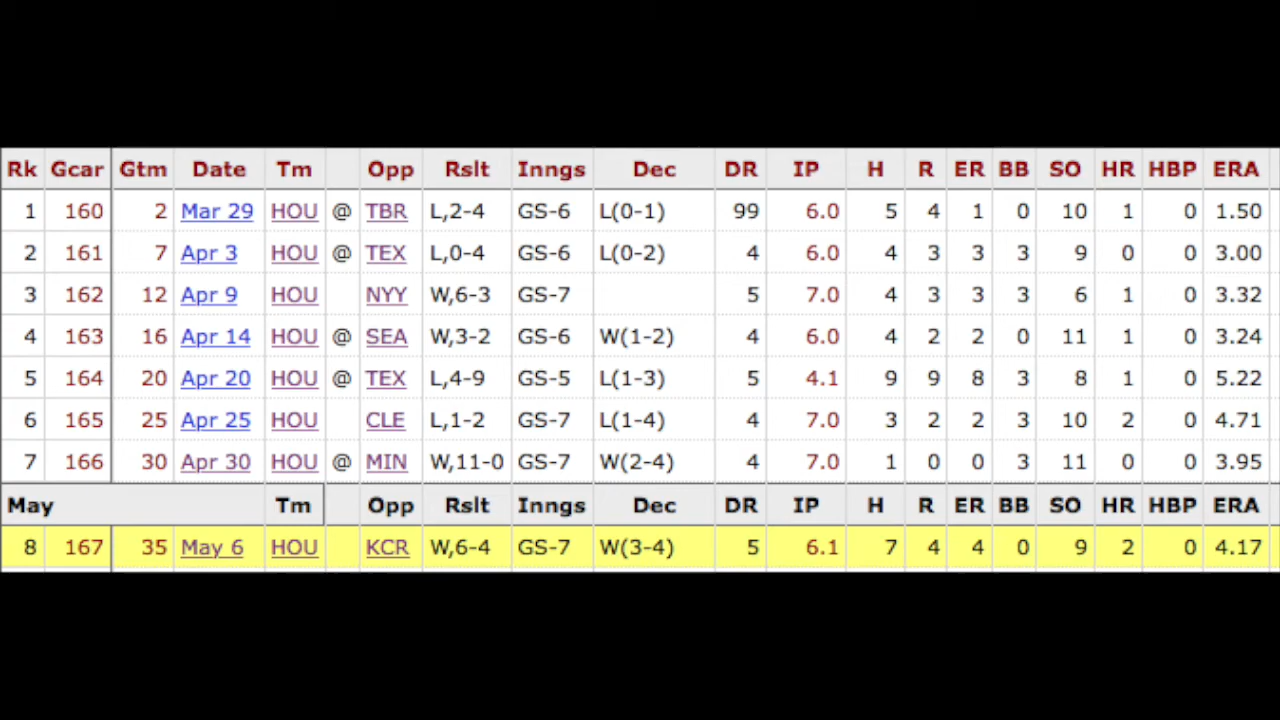 Rk Gcar Gtm Date Tm Opp Rslt Inngs Dec DR IP H R ER BB SO HR HBP ERA
1 160 2 Mar 29 HOU @ TBR L,2-4 GS-6 L(0-1) 99 6.0 5 4 1 0 10 1 0 1.50
2 161 7 Apr 3 HOU @ TEX L,0-4 GS-6 L(0-2) 4 6.0 4 3 3 3 9 0 0 3.00
3 162 12 Apr 9 HOU NYY W,6-3 GS-7 5 7.0 4 3 3 3 6 1 0 3.32
4 163 16 Apr 14 HOU @ SEA W,3-2 GS-6 W(1-2) 4 6.0 4 2 2 0 11 1 0 3.24
5 164 20 Apr 20 HOU @ TEX L,4-9 GS-5 L(1-3) 5 4.1 9 9 8 3 8 1 0 5.22
6 165 25 Apr 25 HOU CLE L,1-2 GS-7 L(1-4) 4 7.0 3 2 2 3 10 2 0 4.71
7 166 30 Apr 30 HOU @ MIN W,11-0 GS-7 W(2-4) 4 7.0 1 0 0 3 11 0 0 3.95
May Tm Opp Rslt Inngs Dec DR IP H R ER BB SO HR HBP ERA
8 167 35 May 6 HOU KCR W,6-4 GS-7 W(3-4) 5 6.1 7 4 4 0 9 2 0 4.17